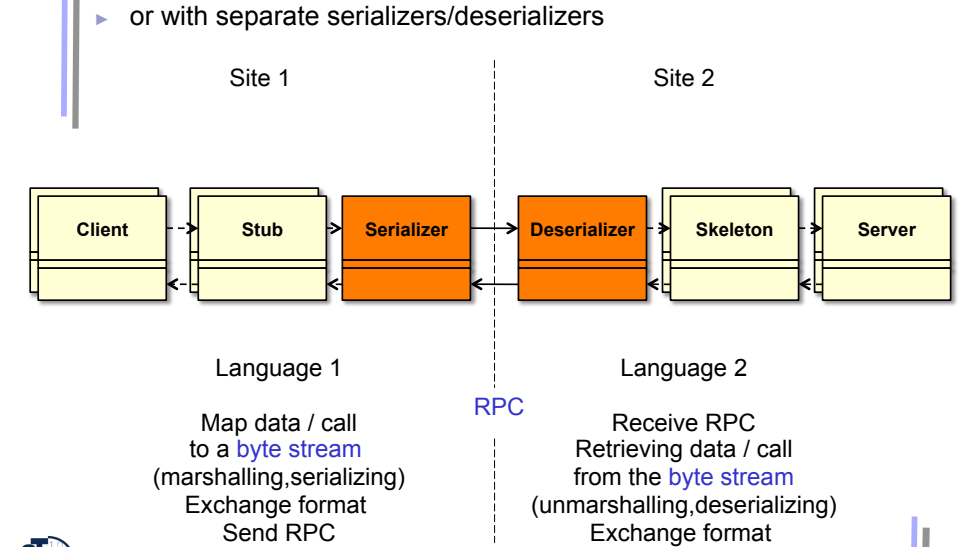 ► or with separate serializers/deserializers
Site 1
Site 2
Client
Stub
Serializer
Deserializer
Skeleton
Server
Language 1
Language 2
RPC
Map data / call
to a byte stream
(marshalling,serializing)
Exchange format
Send RPC
Receive RPC
Retrieving data / call
from the byte stream
(unmarshalling,deserializing)
Exchange format